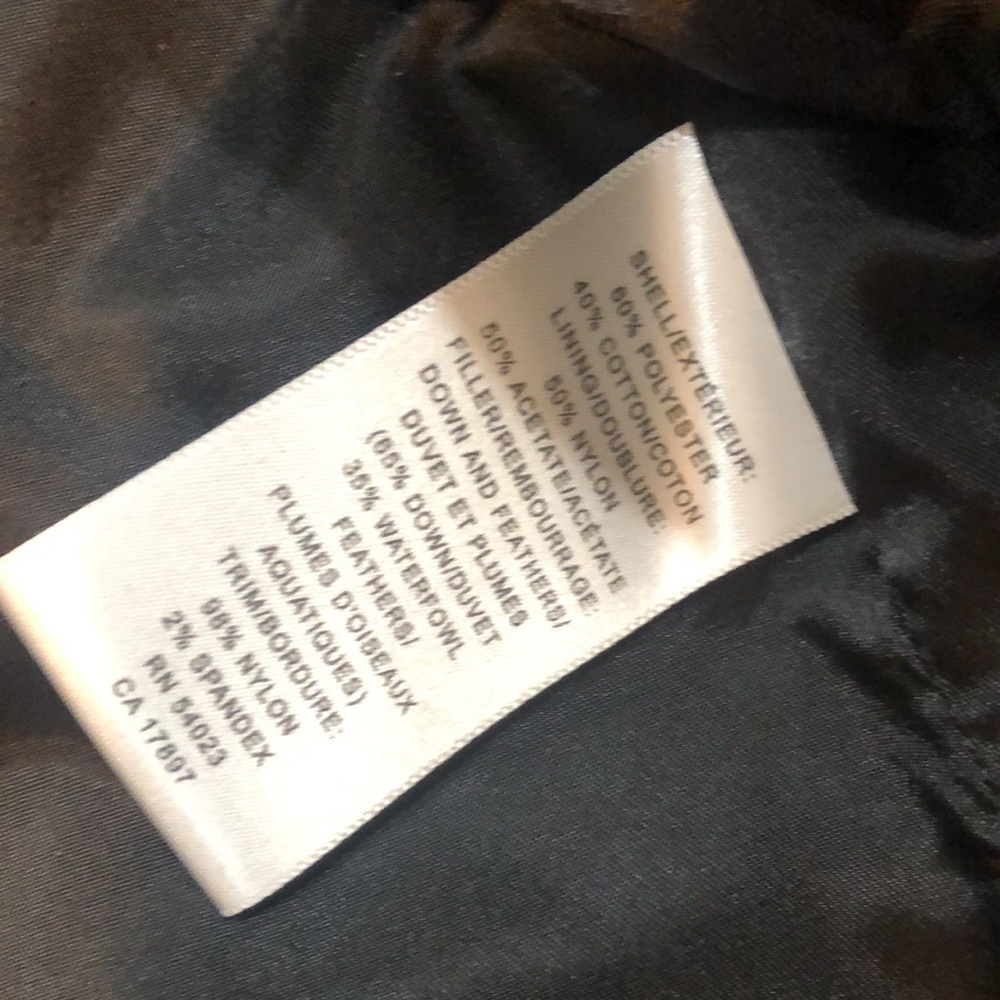 SHELL/EXTÉRIEUR:
60% POLYESTER
40% COTTON/COTON
LINING/DOUBLURE:
50% NYLON
50% ACETATE/ACÉTATE
FILLER/REMBOURRAGE:
DOWN AND FEATHERS/
DUVET ET PLUMES
(65% DOWN/DUVET
35% WATERFOWL
FEATHERS/
PLUMES D'OISEAUX
AQUATIQUES)
TRIM/BORDURE:
98% NYLON
2% SPANDEX
RN 54023
CA 17897